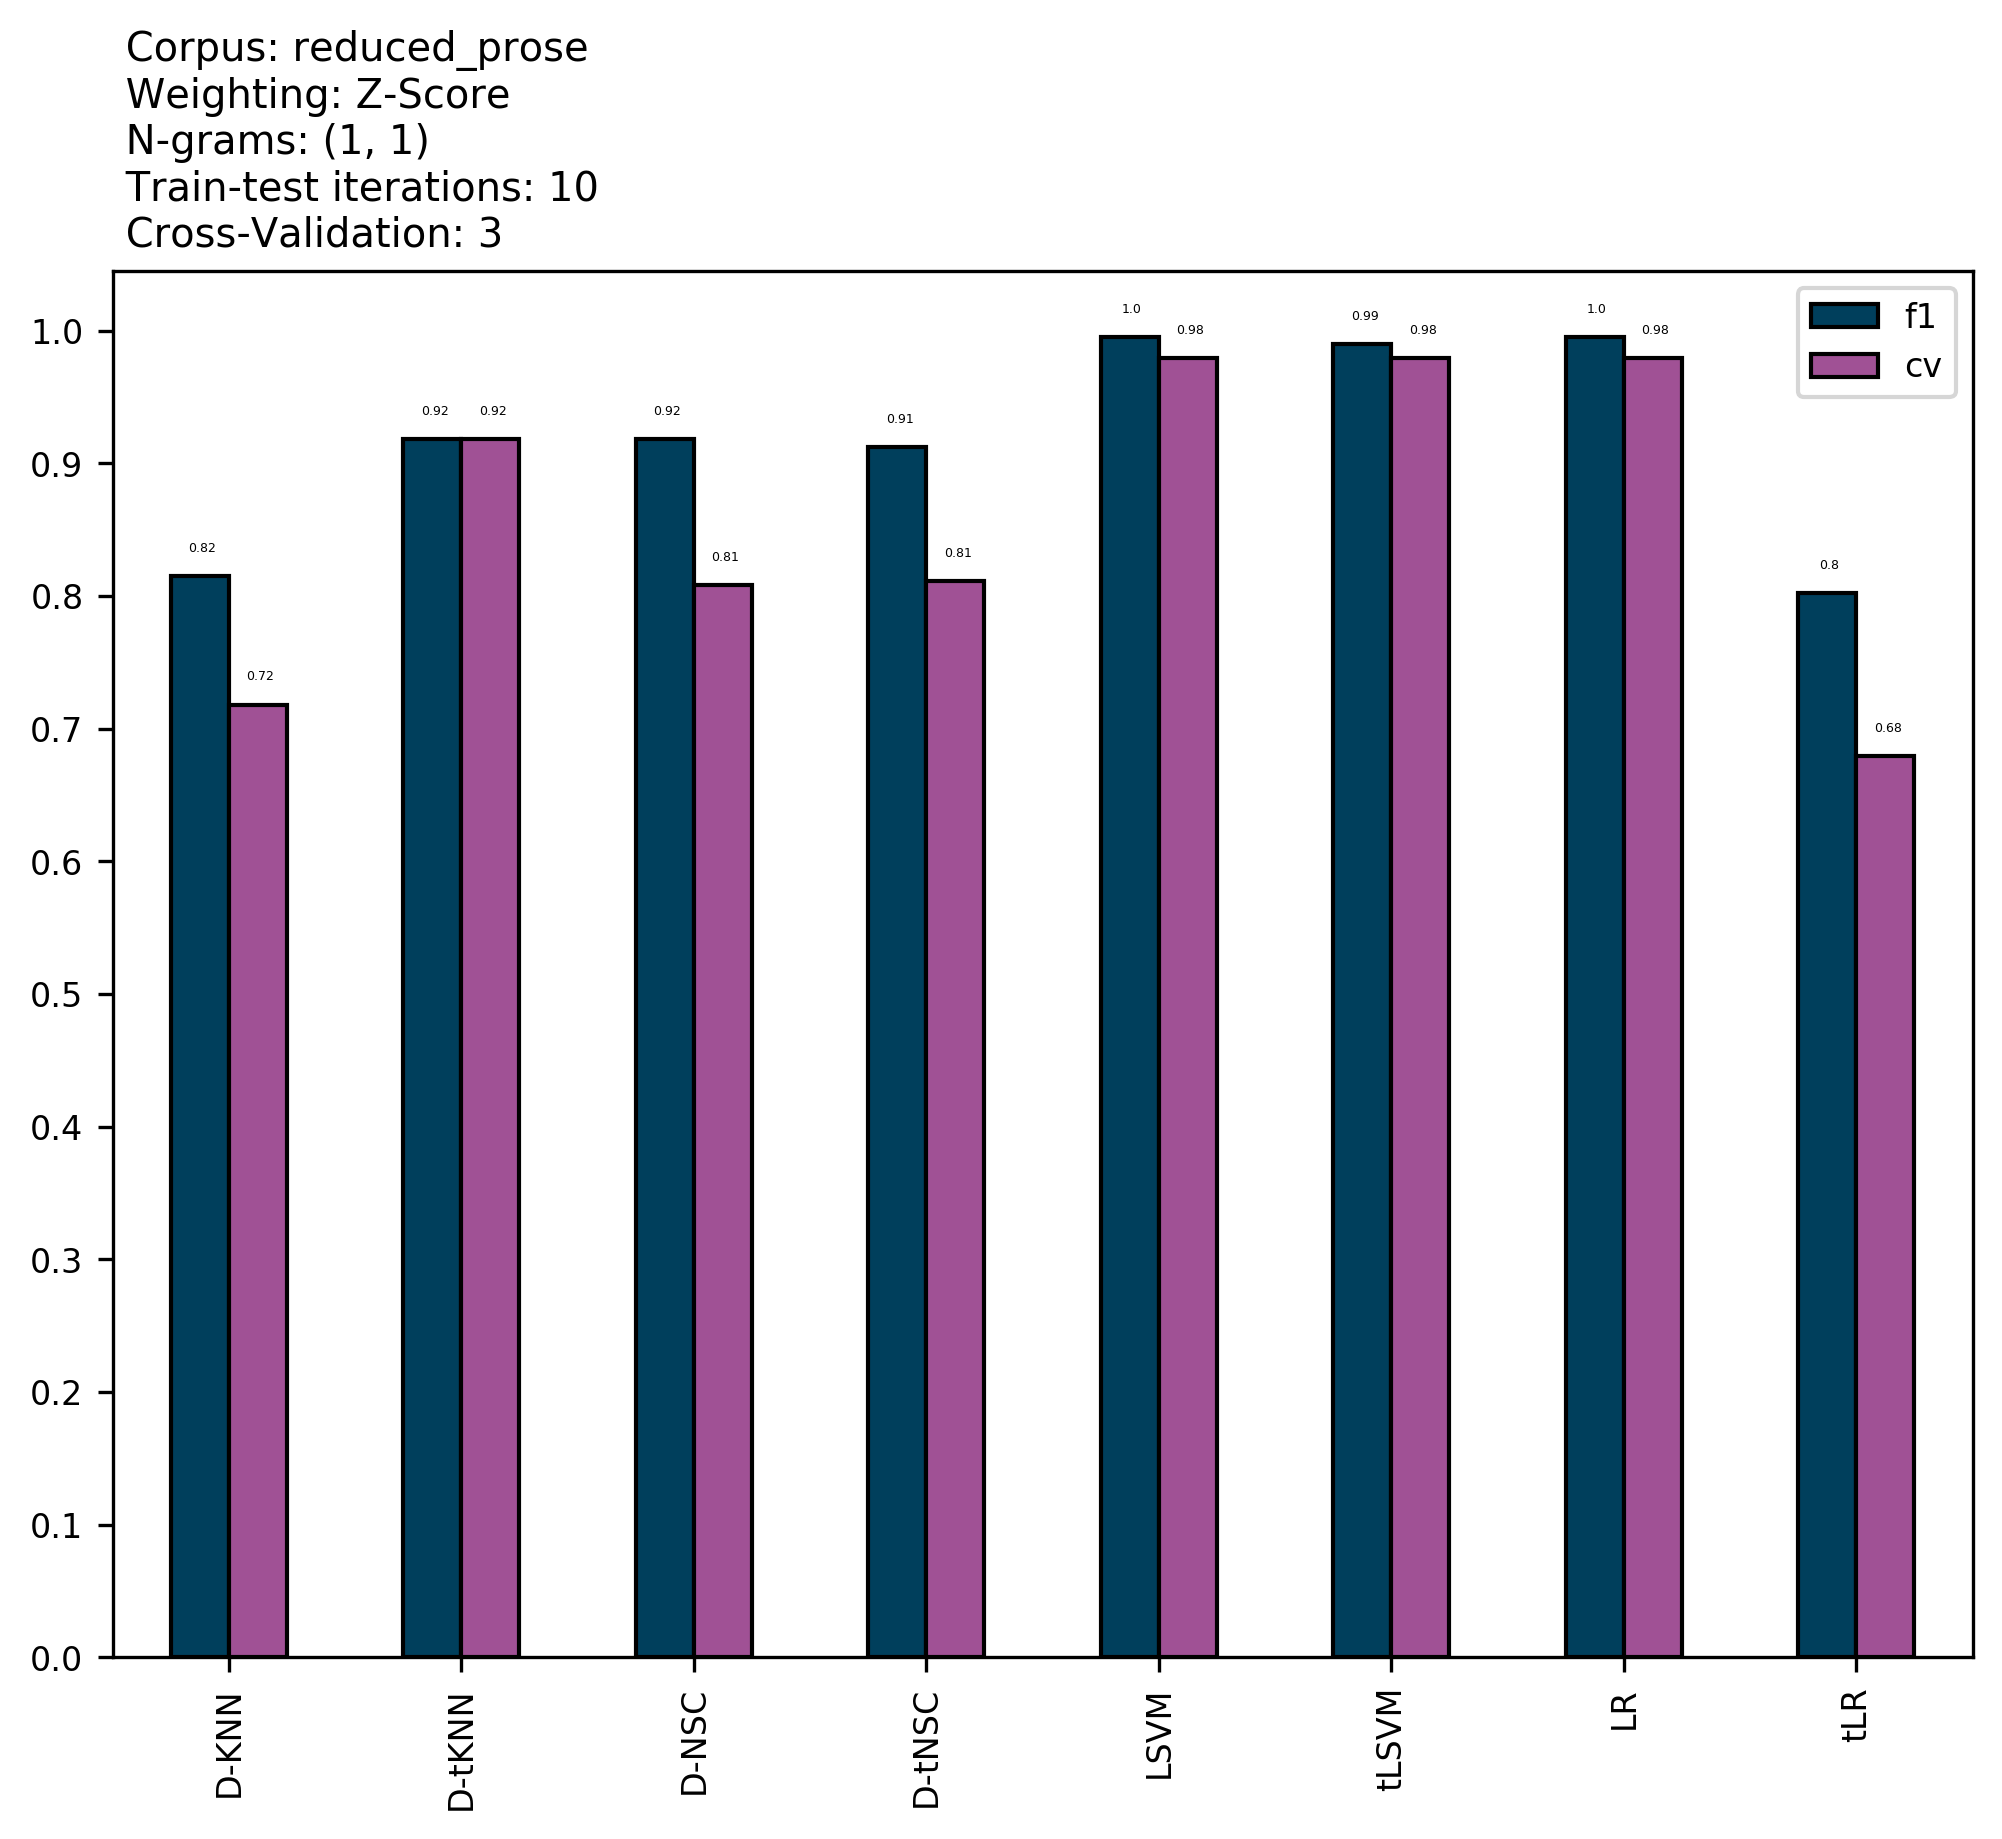 Corpus: reduced_prose
Weighting: Z-Score
N-grams: (1, 1)
Train-test iterations: 10
Cross-Validation: 3
f1
cv
1.0
0.9
0.8
0.7
0.6
0.5
0.4
0.3
0.2
0.1
0.0
0.82
0.72
0.92
0.92
0.92
0.81
0.91
0.81
1.0
0.98
0.99
0.98
1.0
0.98
0.8
0.68
D-KNN
D-tKNN
D-NSC
D-tNSC
LSVM
tLSVM
LR
tLR